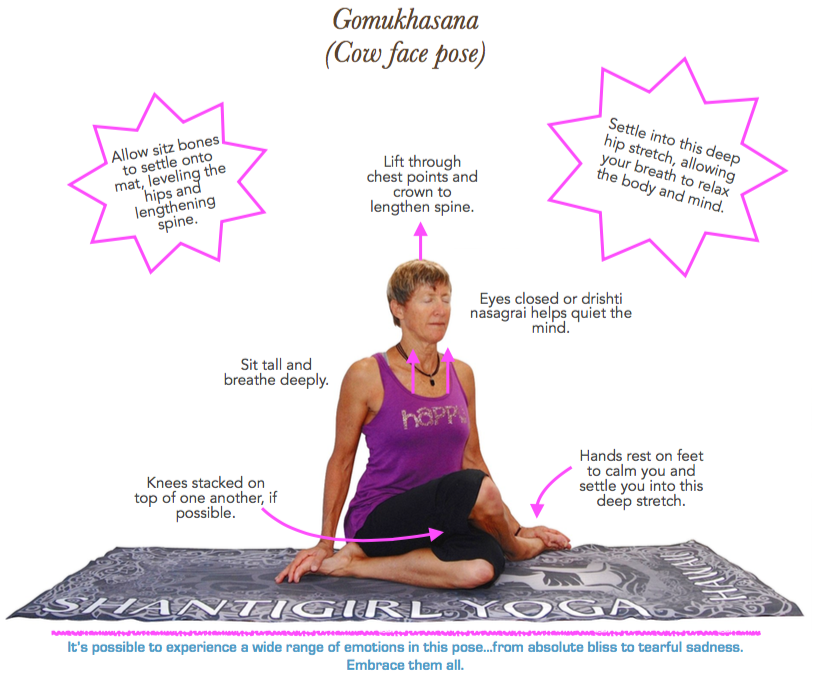 Gomukhasana
(Cow face pose)
Allow sitz bones
to settle onto
mat, leveling the
hips and
lengthening
spine.
Lift through
chest points and
crown to
lengthen spine.
Settle into this deep
hip stretch, allowing
your breath to relax
the body and mind.
Eyes closed or drishti
nasagrai helps quiet the
mind.
Sit tall and
breathe deeply.
happy
Hands rest on feet
to calm you and
settle you into this
deep stretch.
Knees stacked on
top of one another, if
possible.
SHANTIGIRL YOGA
HAWAII
It's possible to experience a wide range of emotions in this pose...from absolute bliss to tearful sadness.
Embrace them all.